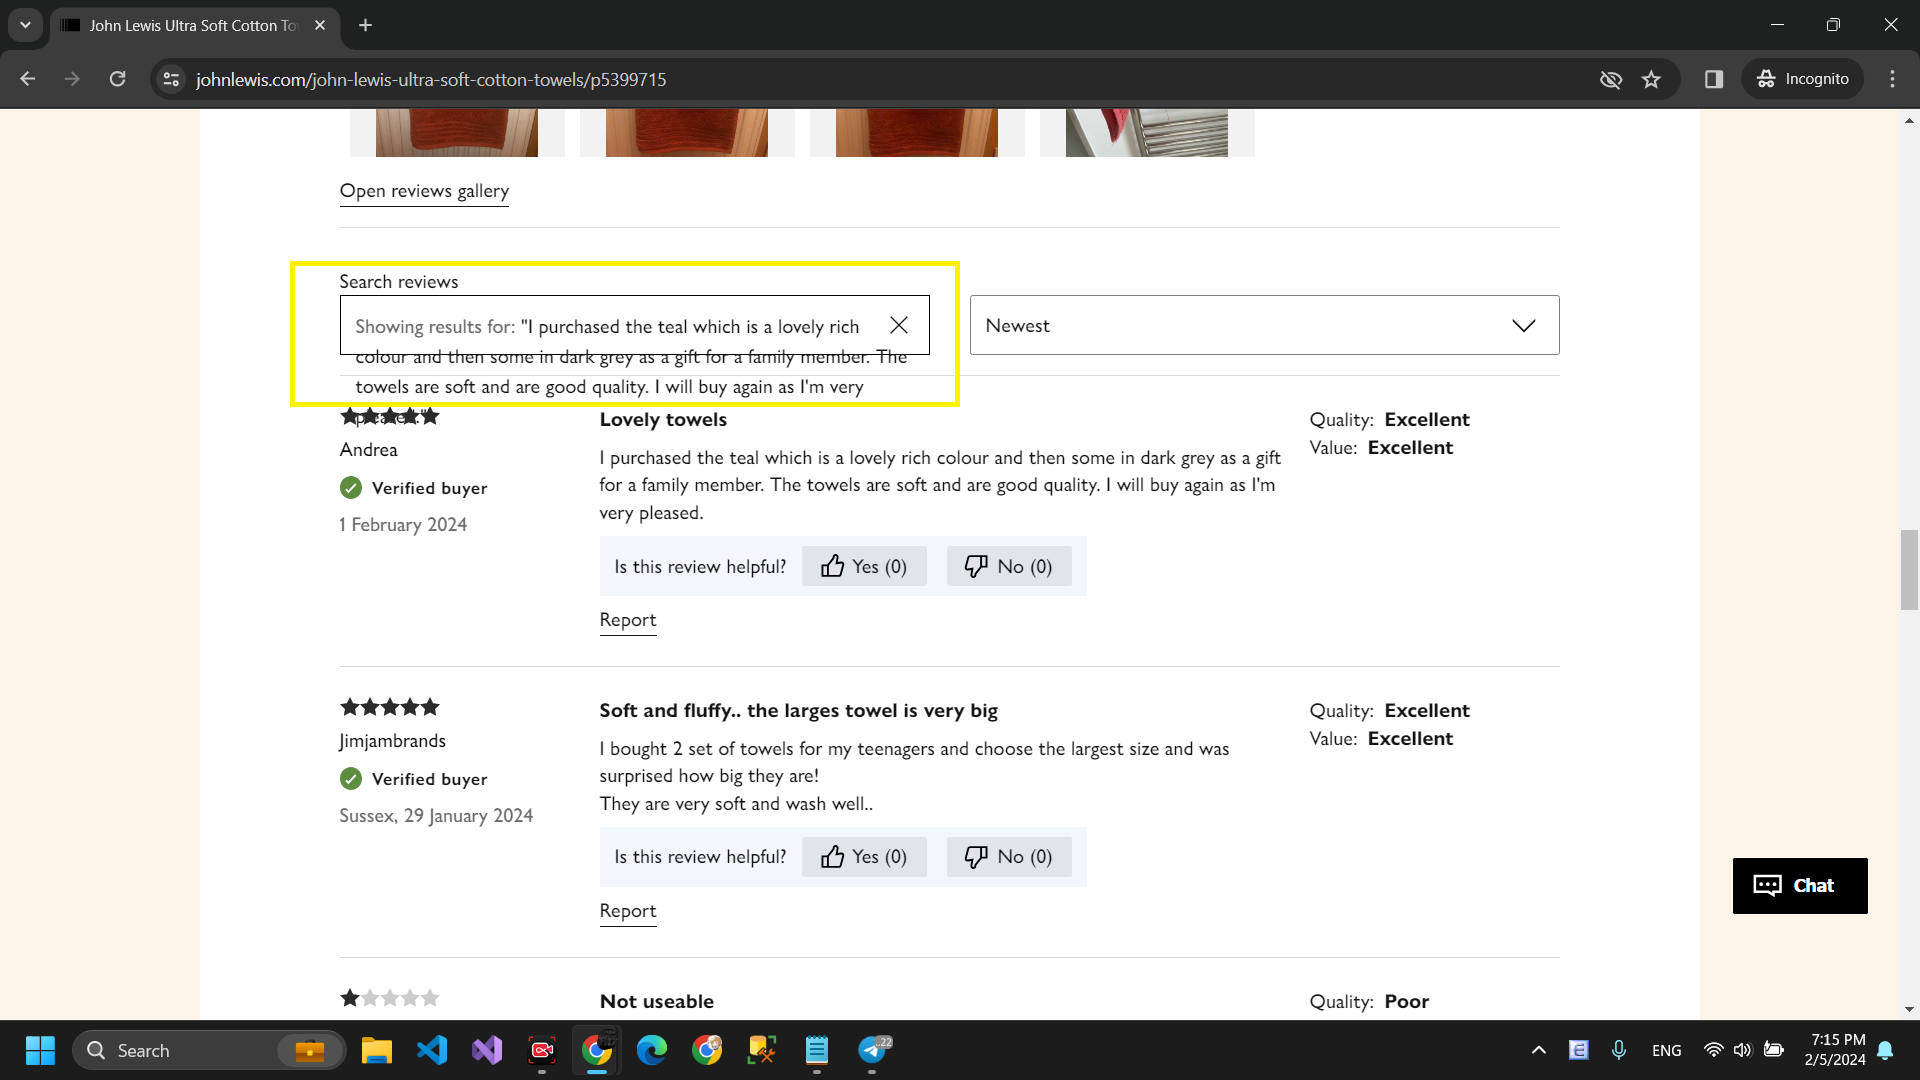 John Lewis Ultra Soft Cotton To
johnlewis.com/john-lewis-ultra-soft-cotton-towels/p5399715
Incognito
Open reviews gallery
Search reviews
Showing results for: "I purchased the teal which is a lovely rich
colour and then some in dark grey as a gift for a family member. The
towels are soft and are good quality. I will buy again as I'm very
pleased."
Newest
Andrea
Verified buyer
1 February 2024
Lovely towels
I purchased the teal which is a lovely rich colour and then some in dark grey as a gift
for a family member. The towels are soft and are good quality. I will buy again as I'm
very pleased.
Is this review helpful? Yes (0) No (0)
Report
Quality: Excellent
Value: Excellent
Jimjambrands
Verified buyer
Sussex, 29 January 2024
Soft and fluffy.. the larges towel is very big
I bought 2 set of towels for my teenagers and choose the largest size and was
surprised how big they are!
They are very soft and wash well..
Is this review helpful? Yes (0) No (0)
Report
Quality: Excellent
Value: Excellent
Not useable
Quality: Poor
Chat
Search
22
ENG
7:15 PM
2/5/2024